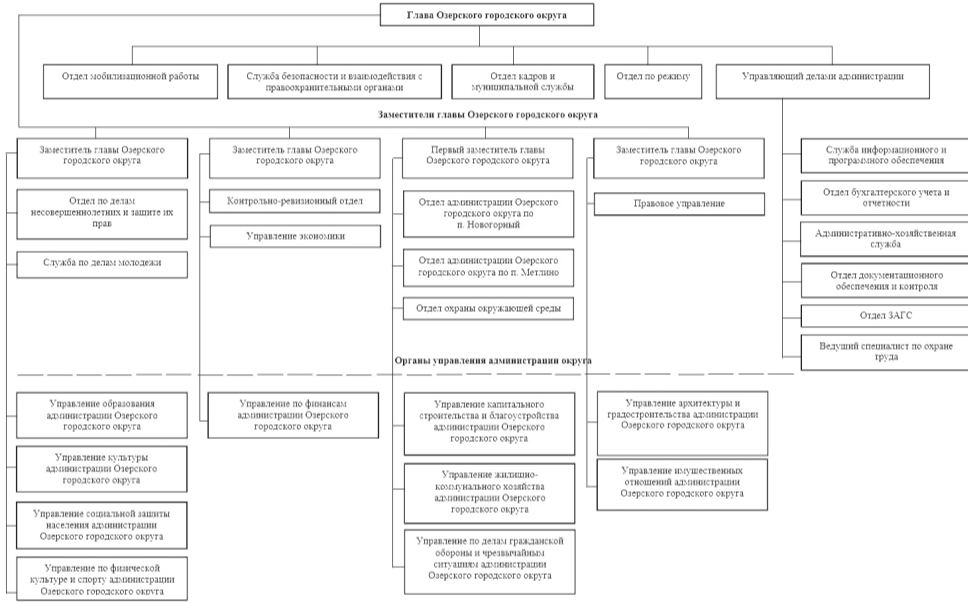 Глава Озерского городского округа
Отдел мобилизационной работы
Служба безопасности и взаимодействия с
правоохранительными органами
Отдел кадров и
муниципальной службы
Отдел по режиму
Управляющий делами администрации
Заместители главы Озерского городского округа
Заместитель главы Озерского
городского округа
Отдел по делам
несовершеннолетних и защите их
прав
Служба по делам молодежи
Заместитель главы Озерского
городского округа
Контрольно-ревизионный отдел
Управление экономики
Первый заместитель главы
Озерского городского округа
Отдел администрации Озерского
городского округа по
п. Новогорный
Отдел администрации Озерского
городского округа по п. Метлино
Отдел охраны окружающей среды
Заместитель главы Озерского
городского округа
Правовое управление
Служба информационного и
программного обеспечения
Отдел бухгалтерского учета и
отчетности
Административно-хозяйственная
служба
Отдел документационного
обеспечения и контроля
Отдел ЗАГС
Ведущий специалист по охране
труда
Органы управления администрации округа
Управление образования
администрации Озерского
городского округа
Управление культуры
администрации Озерского
городского округа
Управление социальной защиты
населения администрации
Озерского городского округа
Управление по физической
культуре и спорту администрации
Озерского городского округа
Управление по финансам
администрации Озерского
городского округа
Управление капитального
строительства и благоустройства
администрации Озерского
городского округа
Управление жилищно-
коммунального хозяйства
администрации Озерского
городского округа
Управление по делам гражданской
обороны и чрезвычайным
ситуациям администрации
Озерского городского округа
Управление архитектуры и
градостроительства администрации
Озерского городского округа
Управление имущественных
отношений администрации
Озерского городского округа